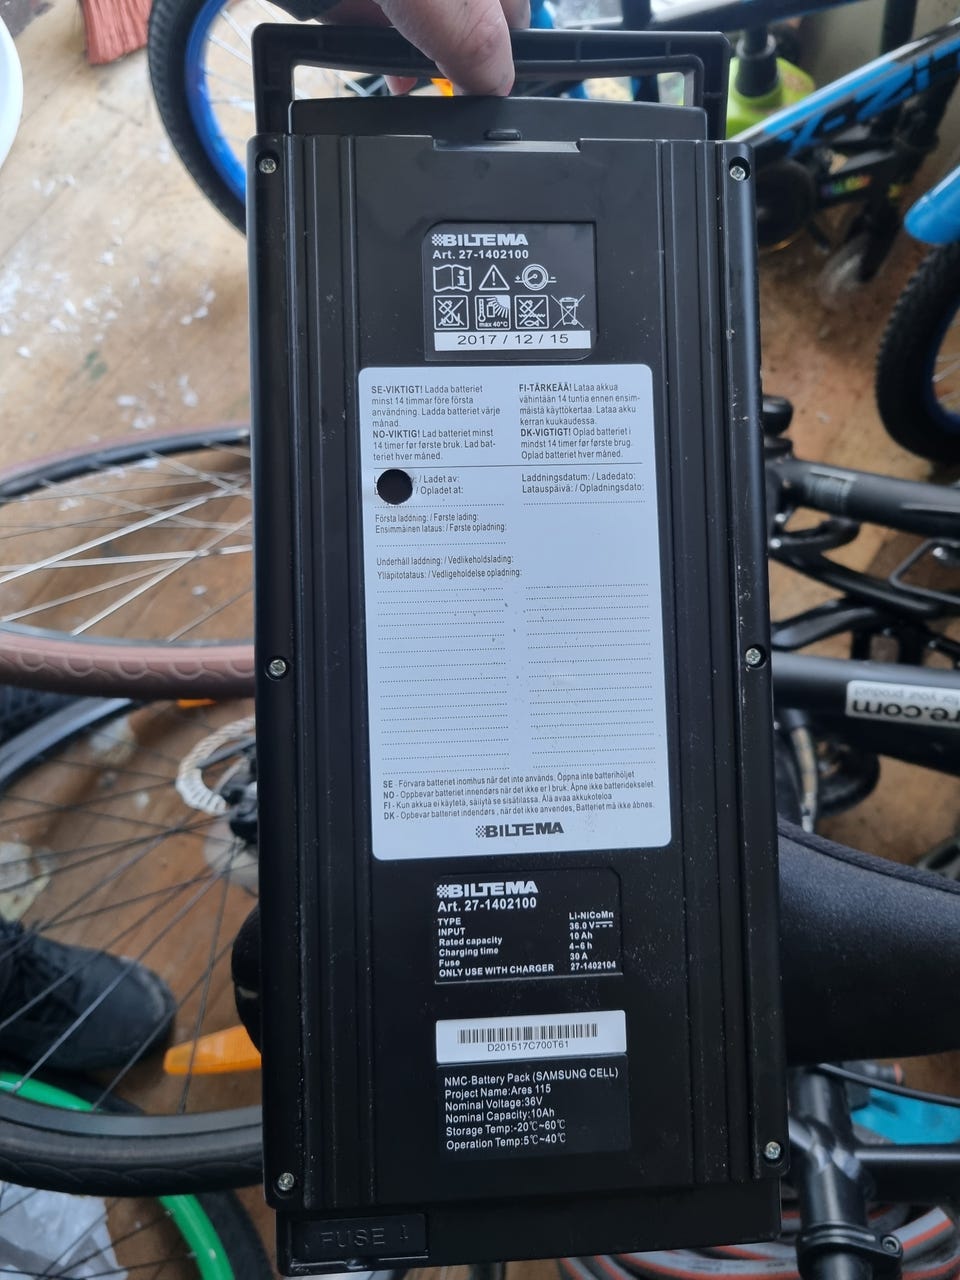 BILTEMA
Art. 27-1402100
max 40°C
2017 / 12 / 15
SE-VIKTIGT! Ladda batteriet
minst 14 timmar före första
användning. Ladda batteriet varje
månad.
NO-VIKTIG! Lad batteriet minst
14 timer før første bruk. Lad bat-
teriet hver måned.
FI-TÄRKEÄÄ! Lataa akkua
vähintään 14 tuntia ennen ensim-
mäistä käyttökertaa. Lataa akku
kerran kuukaudessa.
DK-VIGTIGT! Oplad batteriet i
mindst 14 timer før første brug.
Oplad batteriet hver måned.
/ Ladet av:
/ Opladet at:
Laddningsdatum: / Ladedato:
Latauspäivä: / Opladningsdato:
Första laddning: / Første lading:
Ensimmäinen lataus: / Første opladning:
Underhåll laddning: / Vedlikeholdslading:
Ylläpitotataus: / Vedligeholdelse opladning:
SE - Förvara batteriet inomhus när det inte används. Öppna inte batterihöljet
NO - Oppbevar batteriet innendørs når det ikke er I bruk. Åpne ikke batteridekselet
FI - Kun akkua ei käytetä, säilytä se sisätilassa. Älä avaa akkukoteloa
DK - Opbevar batteriet indendørs , når det ikke anvendes, Batteriet må ikke åbnes.
BILTEMA
BILTEMA
Art. 27-1402100
TYPE Li-NiCoMn
INPUT 36.0 V
Rated capacity 10 Ah
Charging time 4-6 h
Fuse 30 A
ONLY USE WITH CHARGER 27-1402104
D201517C700T61
NMC-Battery Pack (SAMSUNG CELL)
Project Name:Ares 115
Nominal Voltage:36V
Nominal Capacity:10Ah
Storage Temp:-20℃~60℃
Operation Temp:5℃~40℃
FUSE
re.com
for your product